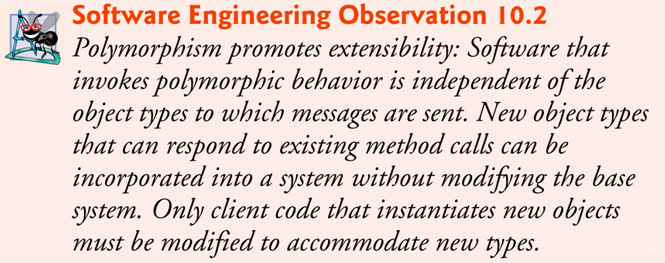 Software Engineering Observation 10.2
Polymorphism promotes extensibility: Software that
invokes polymorphic behavior is independent of the
object types to which messages are sent. New object types
that can respond to existing method calls can be
incorporated into a system without modifying the base
system. Only client code that instantiates new objects
must be modified to accommodate new types.